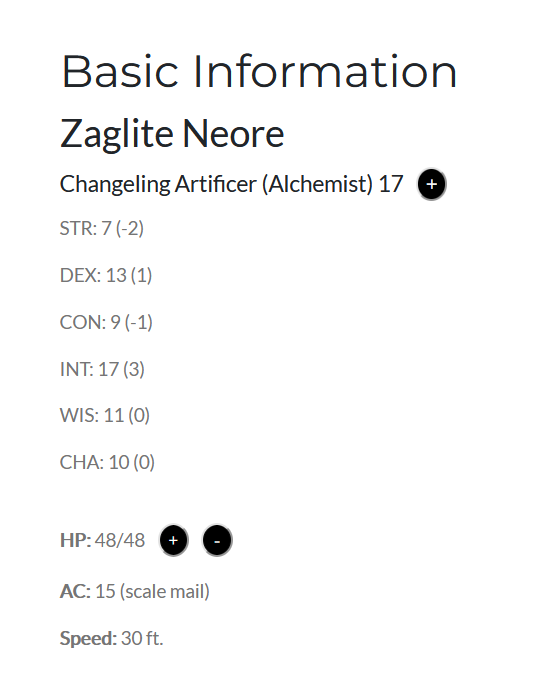 Basic Information
Zaglite Neore
Changeling Artificer (Alchemist) 17 +
STR: 7 (-2)
DEX: 13 (1)
CON: 9 (-1)
INT: 17 (3)
WIS: 11 (0)
CHA: 10 (0)
HP: 48/48 + -
AC: 15 (scale mail)
Speed: 30 ft.